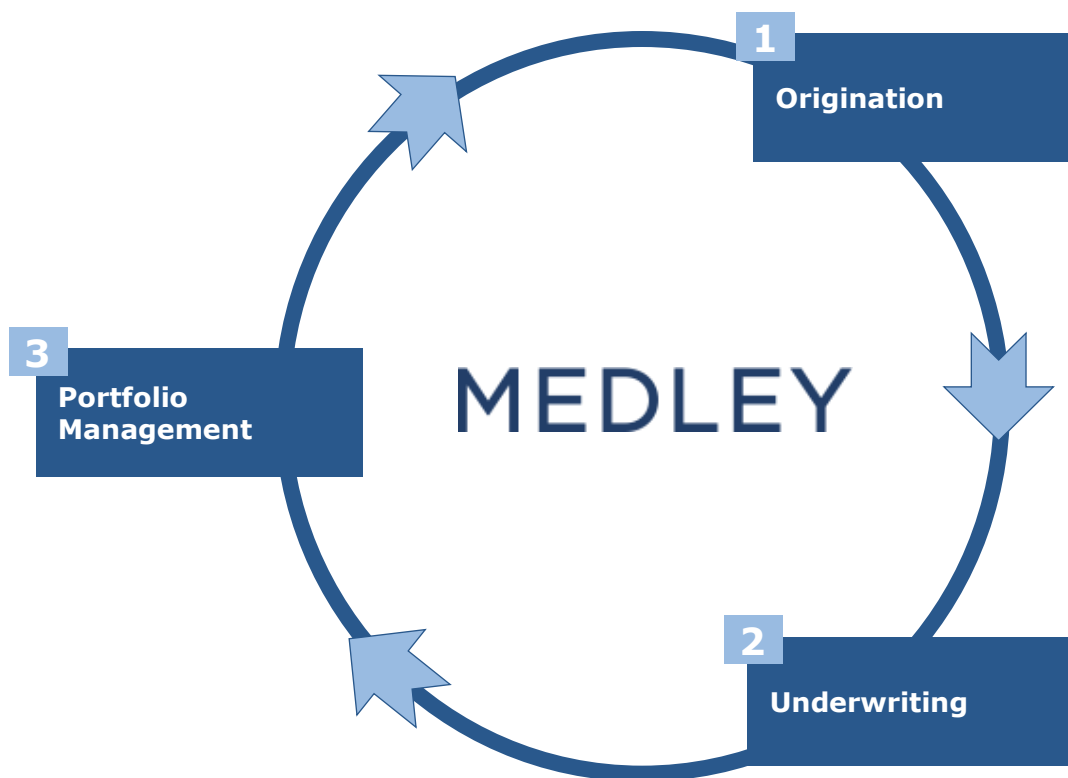 1
Origination
3
Portfolio
Management
MEDLEY
2
Underwriting